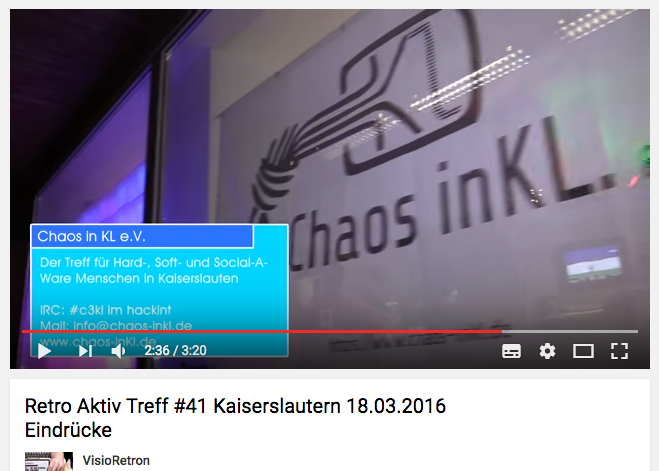 Chaos inKL.
Chaos in KL e.V.
Der Treff für Hard-, Soft- und Social-A-
Ware Menschen in Kaiserslauten
IRC: #c3kl im hackint
Mail: info@chaos-inkl.de
www.chaos-inkl.de
2:36 / 3:20
Retro Aktiv Treff #41 Kaiserslautern 18.03.2016
Eindrücke
VisioRetron